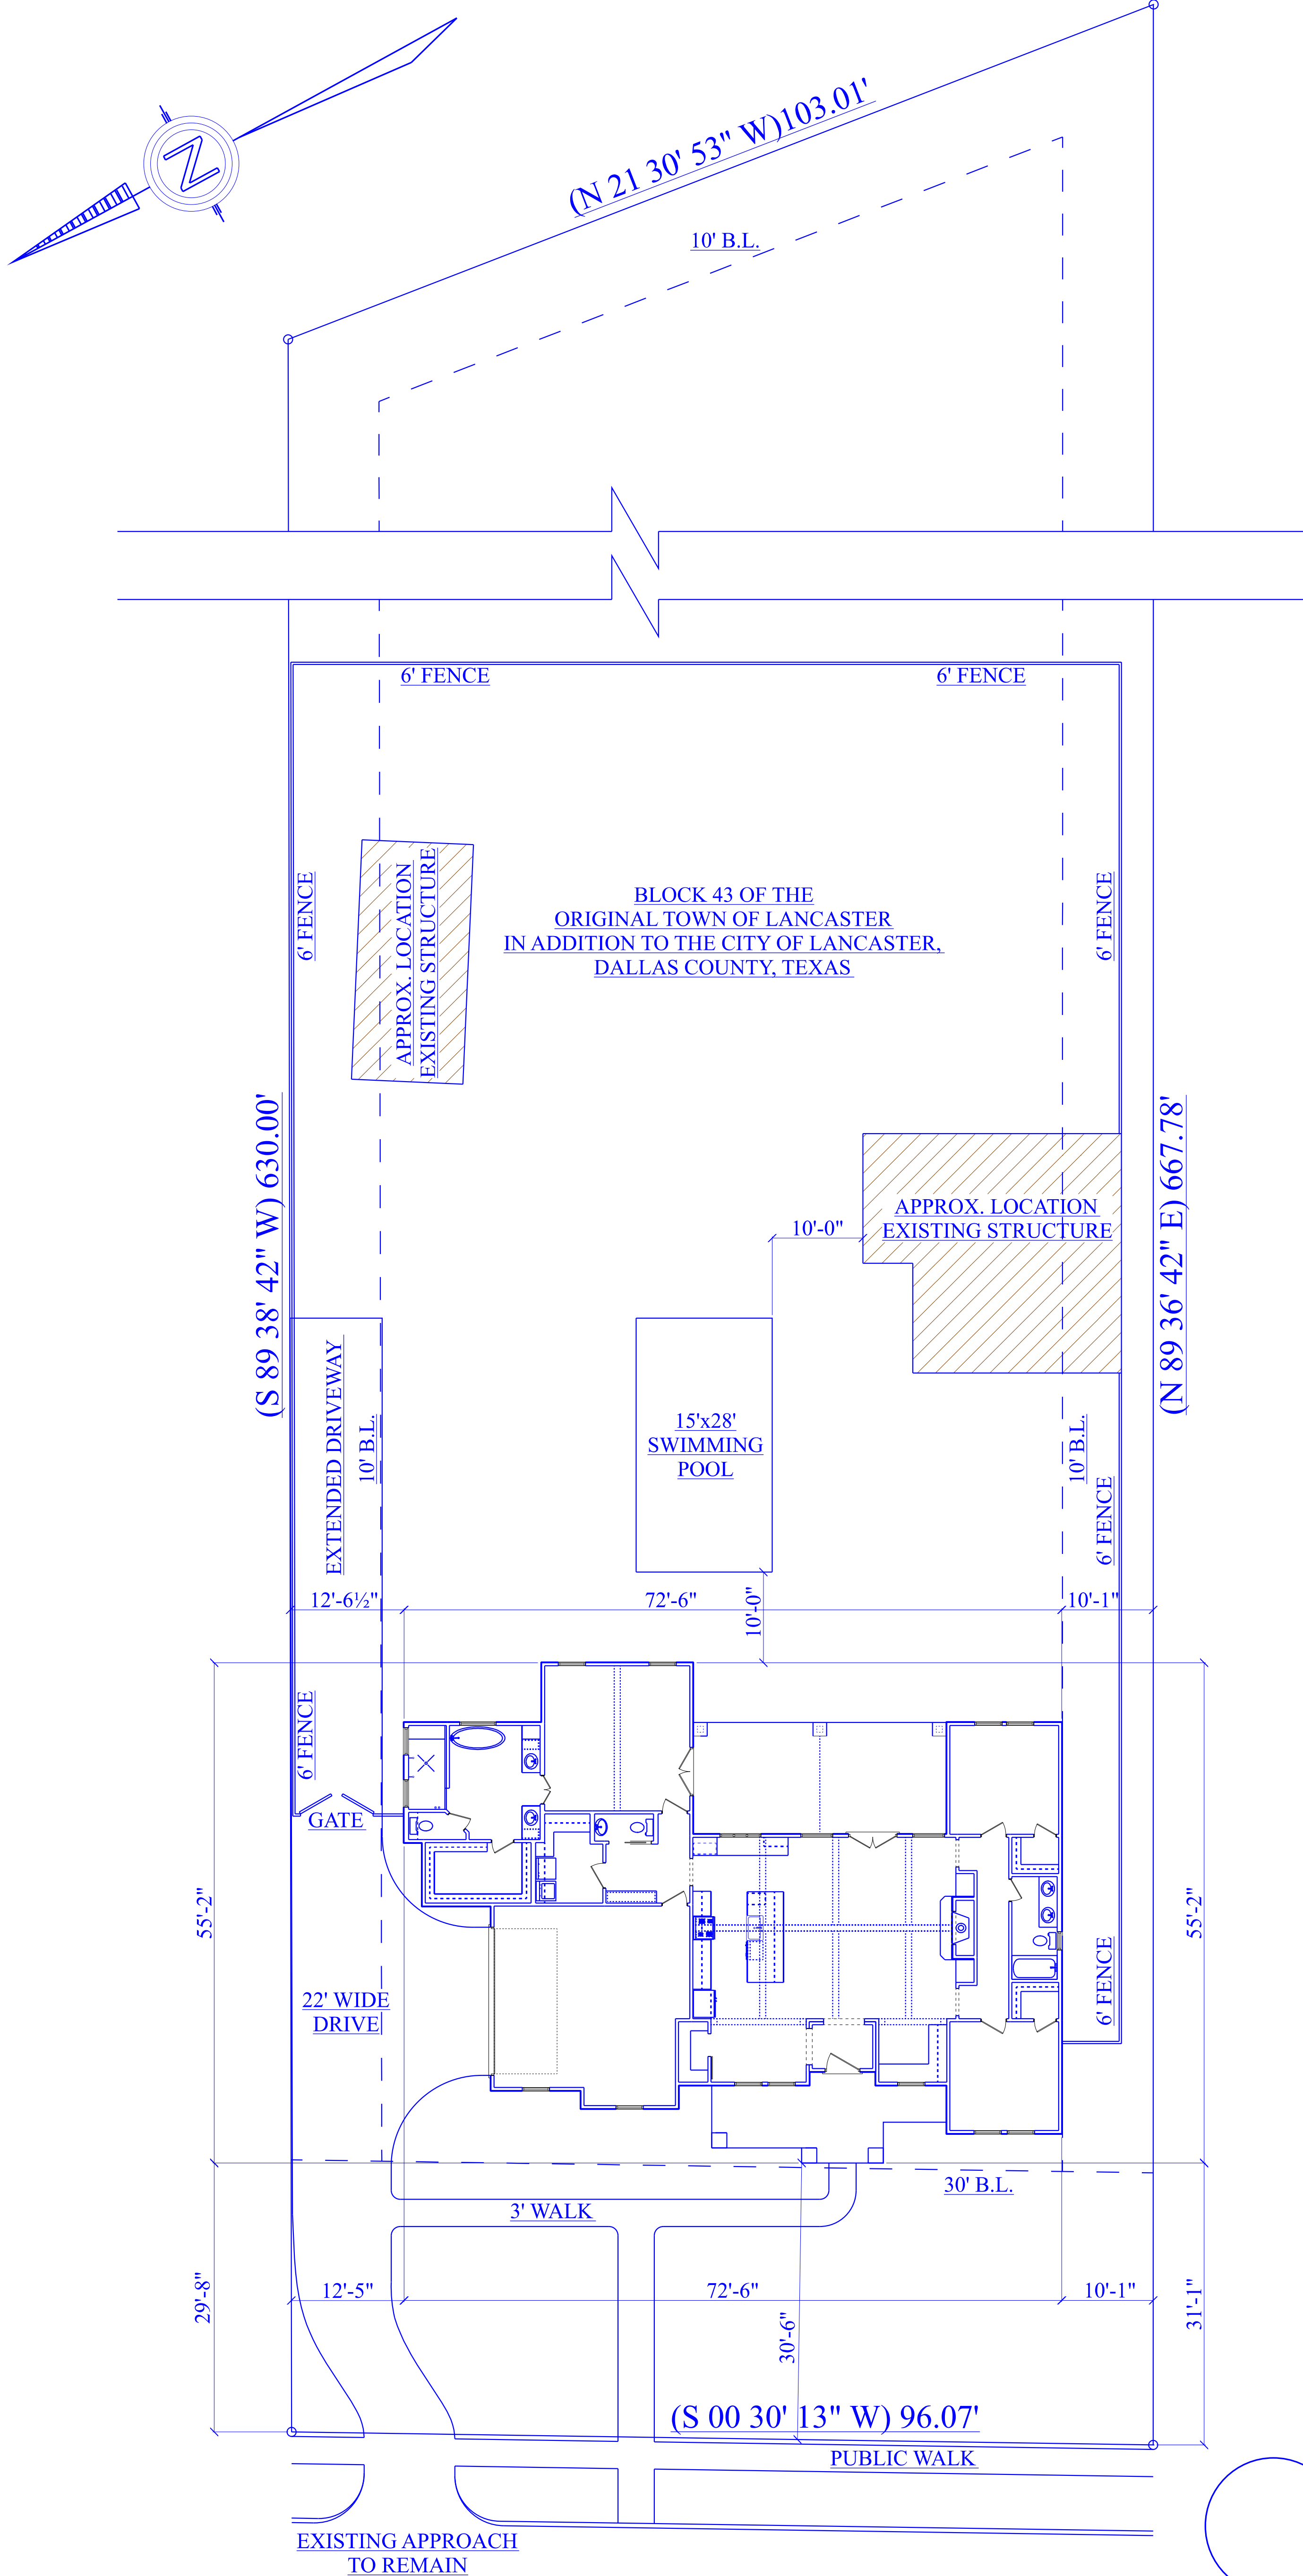 N
(N 21 30' 53" W)103.01'
10' B.L.
6' FENCE
6' FENCE
6' FENCE
APPROX. LOCATION
EXISTING STRUCTURE
BLOCK 43 OF THE
ORIGINAL TOWN OF LANCASTER
IN ADDITION TO THE CITY OF LANCASTER,
DALLAS COUNTY, TEXAS
6' FENCE
(S 89 38' 42" W) 630.00'
(N 89 36' 42" E) 667.78'
APPROX. LOCATION
EXISTING STRUCTURE
10'-0"
EXTENDED DRIVEWAY
10' B.L.
15'x28'
SWIMMING
POOL
10' B.L.
6' FENCE
12'-6½"
72'-6"
10'-0"
10'-1"
6' FENCE
GATE
55'-2"
55'-2"
22' WIDE
DRIVE
6' FENCE
30' B.L.
3' WALK
29'-8"
12'-5"
72'-6"
10'-1"
30'-6"
31'-1"
(S 00 30' 13" W) 96.07'
PUBLIC WALK
EXISTING APPROACH
TO REMAIN